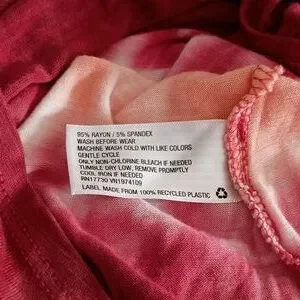 95% RAYON / 5% SPANDEX
WASH BEFORE WEAR
MACHINE WASH COLD WITH LIKE COLORS
GENTLE CYCLE
ONLY NON-CHLORINE BLEACH IF NEEDED
TUMBLE DRY LOW, REMOVE PROMPTLY
COOL IRON IF NEEDED
RN17730 VN1974109
LABEL MADE FROM 100% RECYCLED PLASTIC